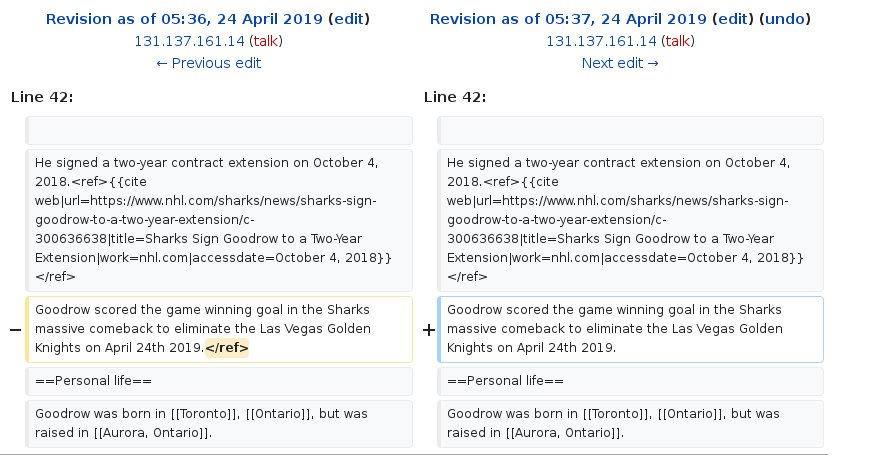 Revision as of 05:36, 24 April 2019 (edit)
131.137.161.14 (talk)
← Previous edit
Revision as of 05:37, 24 April 2019 (edit) (undo)
131.137.161.14 (talk)
Next edit →
Line 42:
Line 42:
He signed a two-year contract extension on October 4,
2018.<ref>{{cite
web|url=https://www.nhl.com/sharks/news/sharks-sign-
goodrow-to-a-two-year-extension/c-
300636638|title=Sharks Sign Goodrow to a Two-Year
Extension|work=nhl.com|accessdate=October 4, 2018}}
</ref>
He signed a two-year contract extension on October 4,
2018.<ref>{{cite
web|url=https://www.nhl.com/sharks/news/sharks-sign-
goodrow-to-a-two-year-extension/c-
300636638|title=Sharks Sign Goodrow to a Two-Year
Extension|work=nhl.com|accessdate=October 4, 2018}}
</ref>
− Goodrow scored the game winning goal in the Sharks
massive comeback to eliminate the Las Vegas Golden
Knights on April 24th 2019.</ref>
+ Goodrow scored the game winning goal in the Sharks
massive comeback to eliminate the Las Vegas Golden
Knights on April 24th 2019.
==Personal life==
==Personal life==
Goodrow was born in [[Toronto]], [[Ontario]], but was
raised in [[Aurora, Ontario]].
Goodrow was born in [[Toronto]], [[Ontario]], but was
raised in [[Aurora, Ontario]].